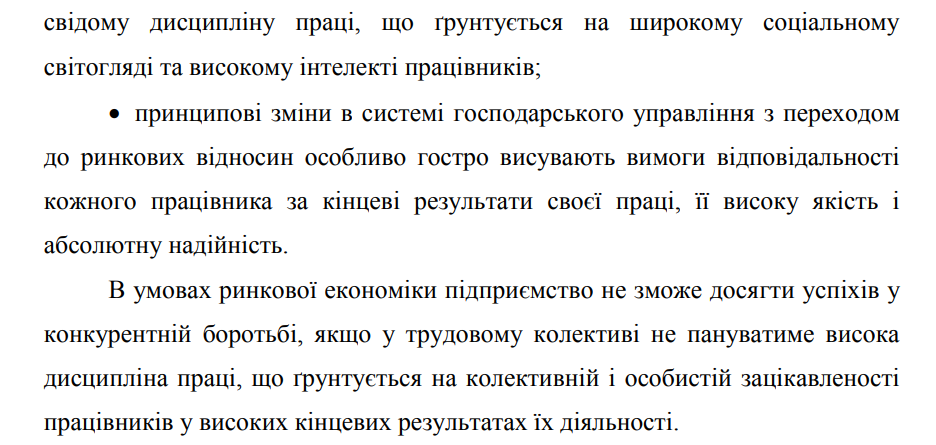 свідому дисципліну праці, що ґрунтується на широкому соціальному
світогляді та високому інтелекті працівників;
• принципові зміни в системі господарського управління з переходом
до ринкових відносин особливо гостро висувають вимоги відповідальності
кожного працівника за кінцеві результати своєї праці, її високу якість і
абсолютну надійність.
В умовах ринкової економіки підприємство не зможе досягти успіхів у
конкурентній боротьбі, якщо у трудовому колективі не пануватиме висока
дисципліна праці, що ґрунтується на колективній і особистій зацікавленості
працівників у високих кінцевих результатах їх діяльності.